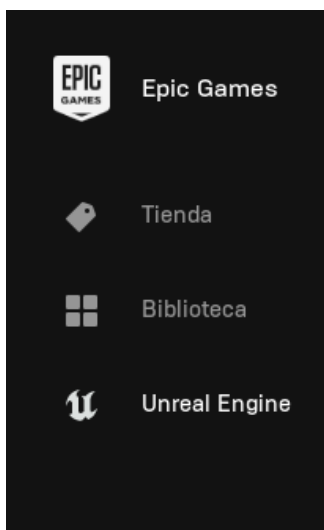 EPIC
GAMES
Epic Games
Tienda
Biblioteca
Unreal Engine